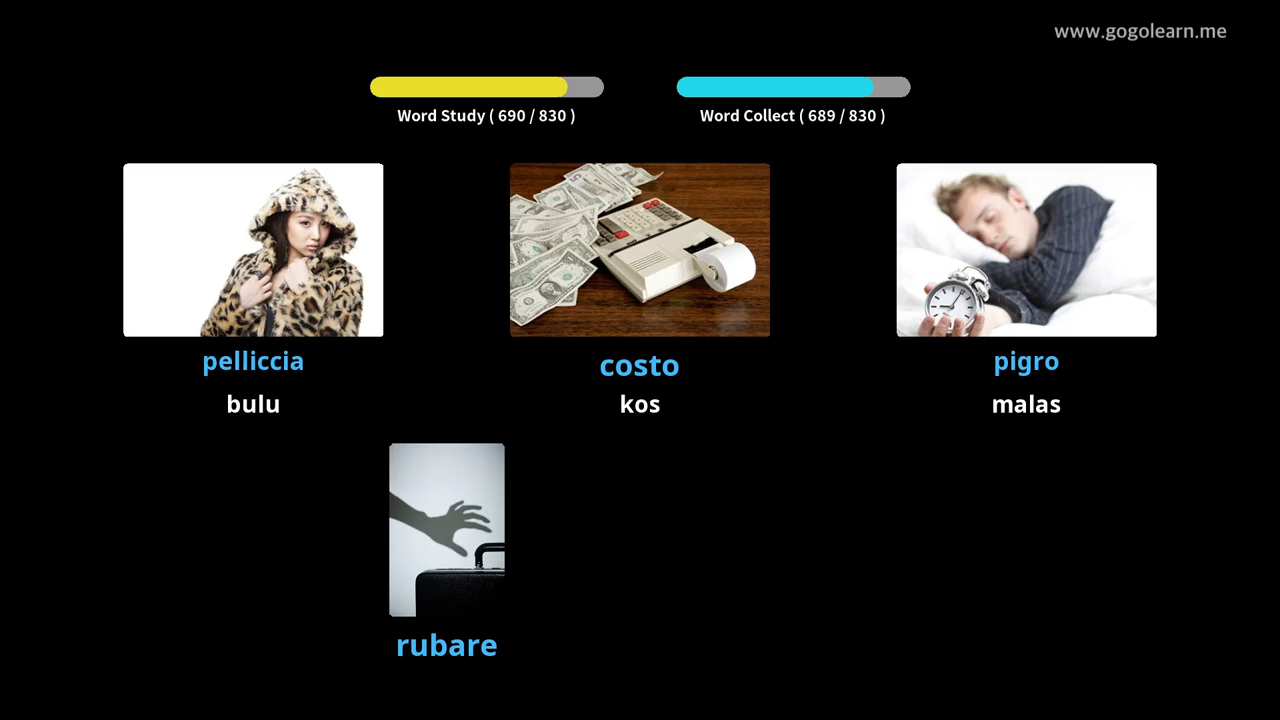 www.gogolearn.me
Word Study ( 690 / 830 )
Word Collect ( 689 / 830 )
pelliccia
costo
pigro
bulu
kos
malas
rubare